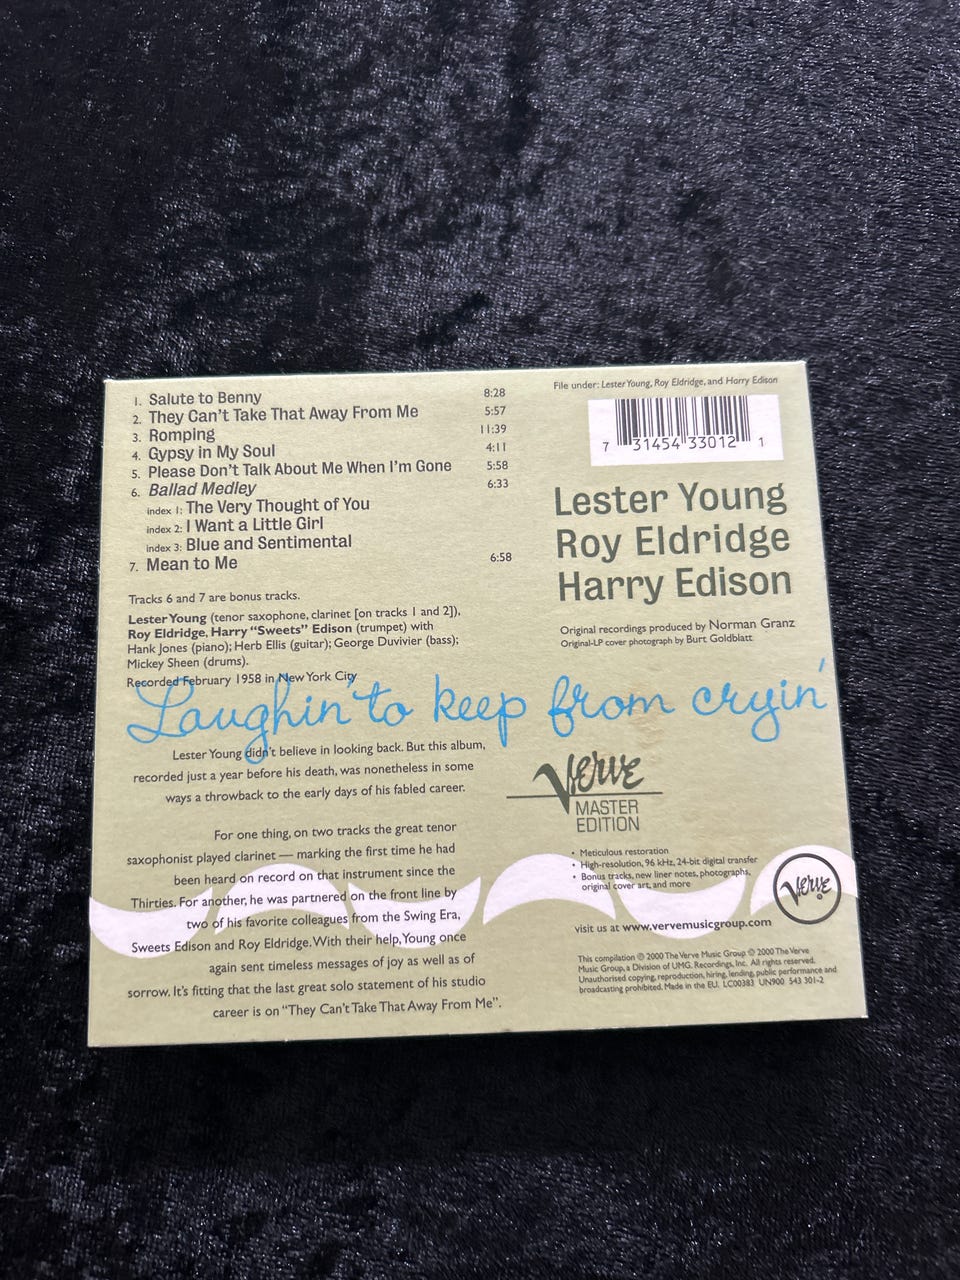 1. Salute to Benny 8:28
2. They Can't Take That Away From Me 5:57
3. Romping 11:39
4. Gypsy in My Soul 4:11
5. Please Don't Talk About Me When I'm Gone 5:58
6. Ballad Medley 6:33
index 1: The Very Thought of You
index 2: I Want a Little Girl
index 3: Blue and Sentimental
7. Mean to Me 6:58
Tracks 6 and 7 are bonus tracks.
Lester Young (tenor saxophone, clarinet [on tracks 1 and 2]),
Roy Eldridge, Harry "Sweets" Edison (trumpet) with
Hank Jones (piano); Herb Ellis (guitar); George Duvivier (bass);
Mickey Sheen (drums).
Recorded February 1958 in New York City
File under: Lester Young, Roy Eldridge, and Harry Edison
7 31454 33012 1
Lester Young
Roy Eldridge
Harry Edison
Original recordings produced by Norman Granz
Original-LP cover photograph by Burt Goldblatt
Laughin' to keep from cryin'
Lester Young didn't believe in looking back. But this album,
recorded just a year before his death, was nonetheless in some
ways a throwback to the early days of his fabled career.
For one thing, on two tracks the great tenor
saxophonist played clarinet — marking the first time he had
been heard on record on that instrument since the
Thirties. For another, he was partnered on the front line by
two of his favorite colleagues from the Swing Era,
Sweets Edison and Roy Eldridge. With their help, Young once
again sent timeless messages of joy as well as of
sorrow. It's fitting that the last great solo statement of his studio
career is on "They Can't Take That Away From Me".
Verve
MASTER
EDITION
• Meticulous restoration
• High-resolution, 96 kHz, 24-bit digital transfer
• Bonus tracks, new liner notes, photographs,
original cover art, and more
Verve
visit us at www.vervemusicgroup.com
This compilation ℗ 2000 The Verve Music Group © 2000 The Verve
Music Group, a Division of UMG. Recordings, Inc. All rights reserved.
Unauthorised copying, reproduction, hiring, lending, public performance and
broadcasting prohibited. Made in the EU. LC00383 UN900 543 301-2